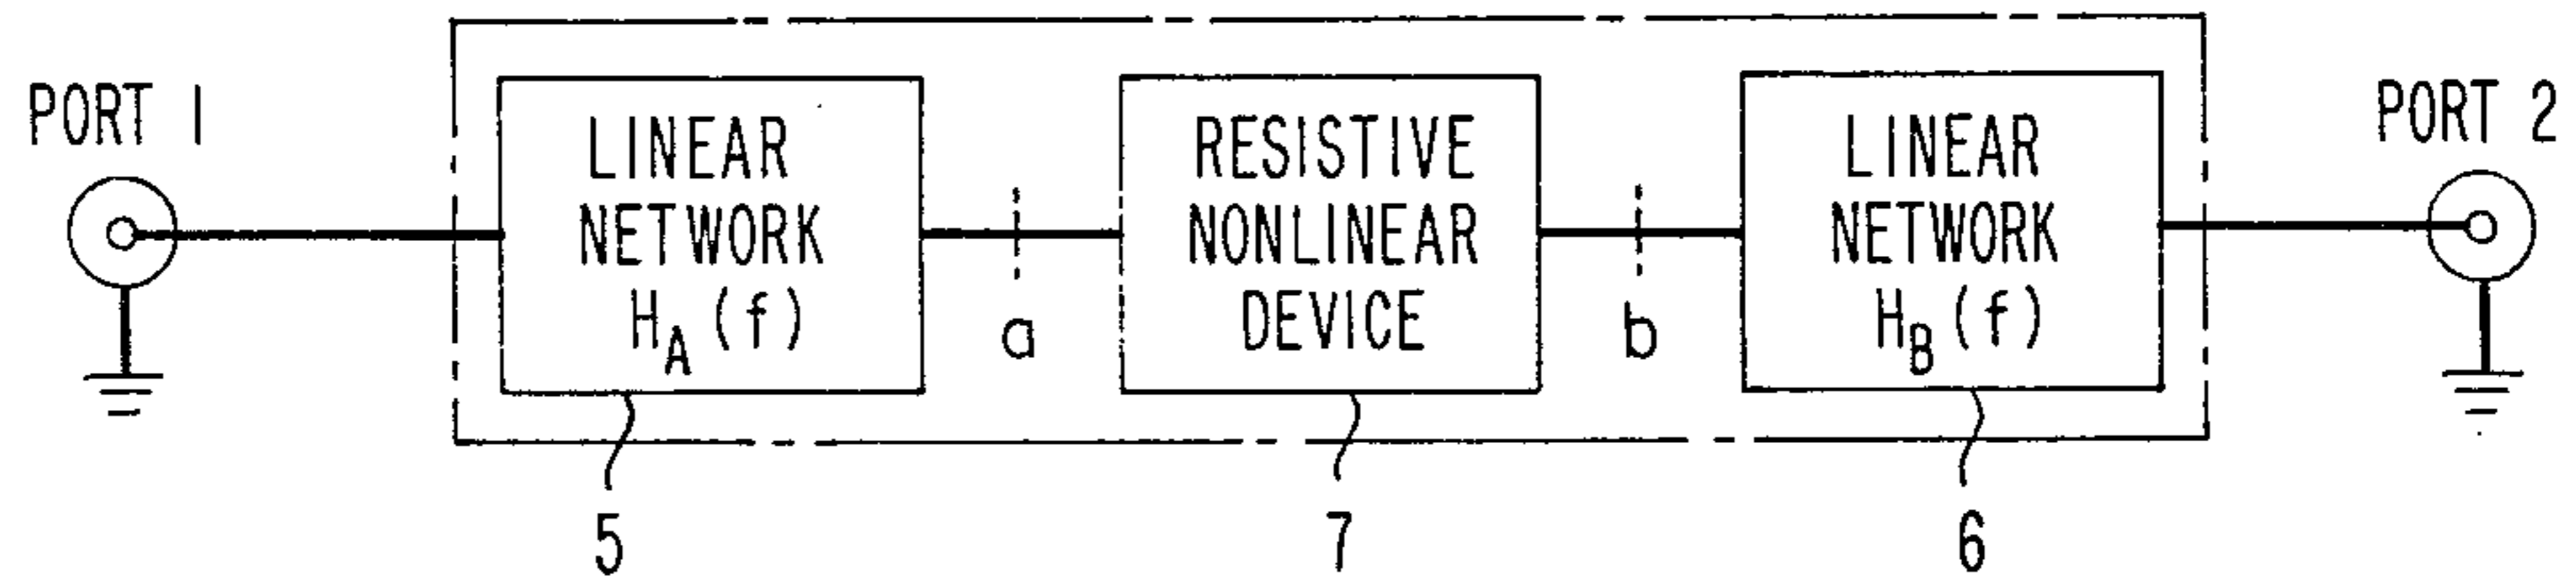 PORT 1
LINEAR
NETWORK
H_A (f)
a
RESISTIVE
NONLINEAR
DEVICE
b
LINEAR
NETWORK
H_B (f)
PORT 2
5
7
6